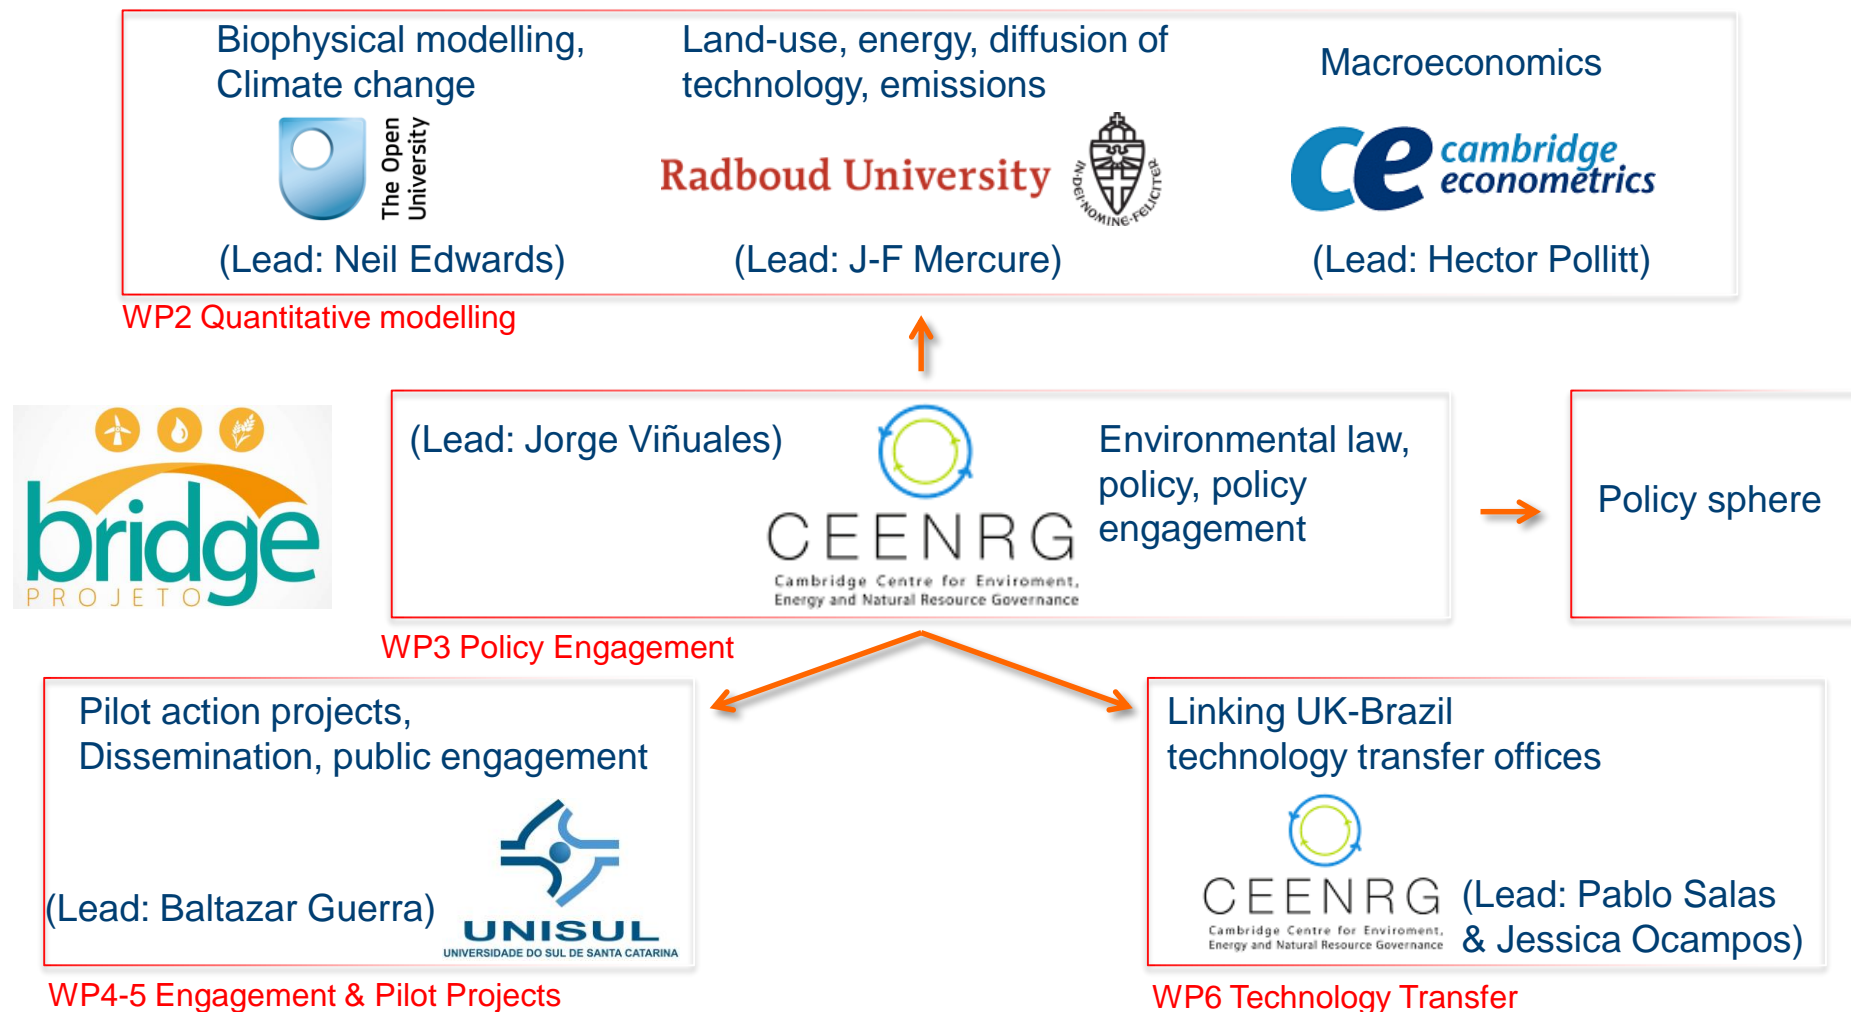 Biophysical modelling,
Climate change
The Open
University
(Lead: Neil Edwards)
Land-use, energy, diffusion of
technology, emissions
Radboud University
IN·DEI·NOMINE·FELICITER
(Lead: J-F Mercure)
Macroeconomics
ce cambridge
econometrics
(Lead: Hector Pollitt)
WP2 Quantitative modelling
bridge
PROJETO
(Lead: Jorge Viñuales)
CEENRG
Cambridge Centre for Enviroment,
Energy and Natural Resource Governance
Environmental law,
policy, policy
engagement
Policy sphere
WP3 Policy Engagement
Pilot action projects,
Dissemination, public engagement
(Lead: Baltazar Guerra)
UNISUL
UNIVERSIDADE DO SUL DE SANTA CATARINA
WP4-5 Engagement & Pilot Projects
Linking UK-Brazil
technology transfer offices
CEENRG
Cambridge Centre for Enviroment,
Energy and Natural Resource Governance
(Lead: Pablo Salas
& Jessica Ocampos)
WP6 Technology Transfer